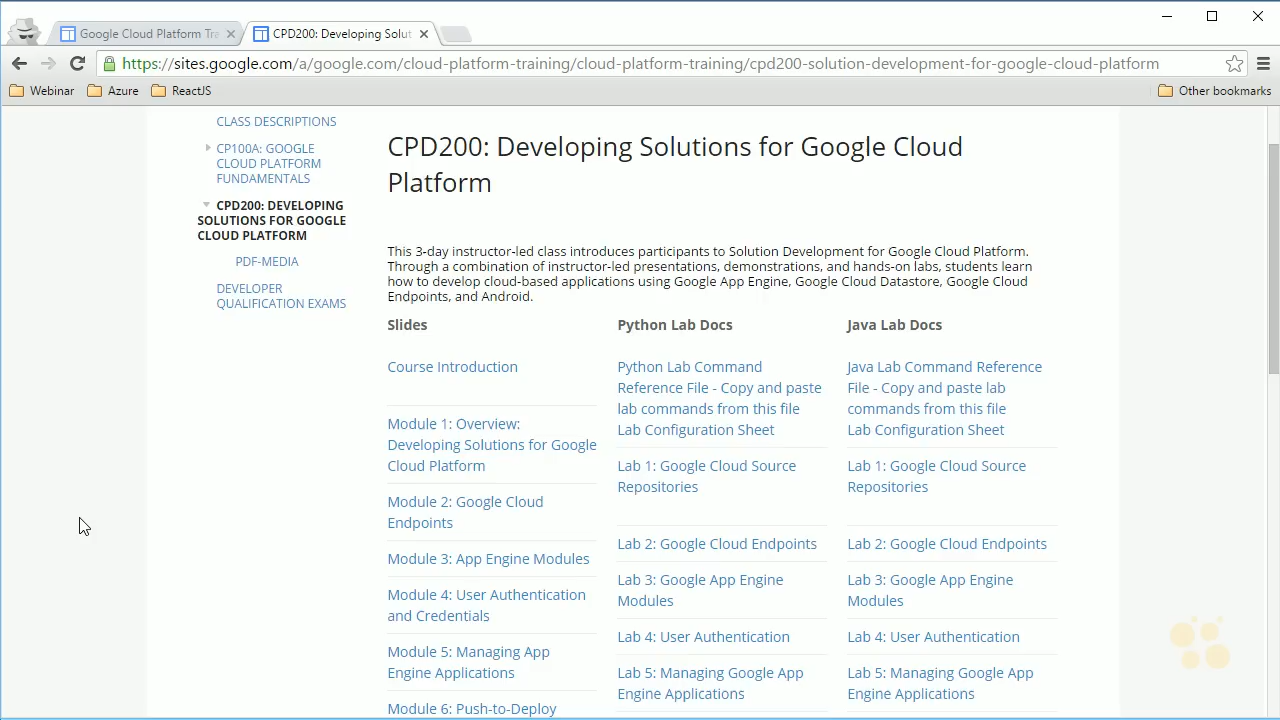 Google Cloud Platform Tra
CPD200: Developing Solut
https://sites.google.com/a/google.com/cloud-platform-training/cloud-platform-training/cpd200-solution-development-for-google-cloud-platform
Webinar
Azure
ReactJS
Other bookmarks
CLASS DESCRIPTIONS
CP100A: GOOGLE
CLOUD PLATFORM
FUNDAMENTALS
CPD200: DEVELOPING
SOLUTIONS FOR GOOGLE
CLOUD PLATFORM
PDF-MEDIA
DEVELOPER
QUALIFICATION EXAMS
CPD200: Developing Solutions for Google Cloud
Platform
This 3-day instructor-led class introduces participants to Solution Development for Google Cloud Platform.
Through a combination of instructor-led presentations, demonstrations, and hands-on labs, students learn
how to develop cloud-based applications using Google App Engine, Google Cloud Datastore, Google Cloud
Endpoints, and Android.
Slides
Course Introduction
Module 1: Overview:
Developing Solutions for Google
Cloud Platform
Module 2: Google Cloud
Endpoints
Module 3: App Engine Modules
Module 4: User Authentication
and Credentials
Module 5: Managing App
Engine Applications
Module 6: Push-to-Deploy
Python Lab Docs
Python Lab Command
Reference File - Copy and paste
lab commands from this file
Lab Configuration Sheet
Lab 1: Google Cloud Source
Repositories
Lab 2: Google Cloud Endpoints
Lab 3: Google App Engine
Modules
Lab 4: User Authentication
Lab 5: Managing Google App
Engine Applications
Java Lab Docs
Java Lab Command Reference
File - Copy and paste lab
commands from this file
Lab Configuration Sheet
Lab 1: Google Cloud Source
Repositories
Lab 2: Google Cloud Endpoints
Lab 3: Google App Engine
Modules
Lab 4: User Authentication
Lab 5: Managing Google App
Engine Applications